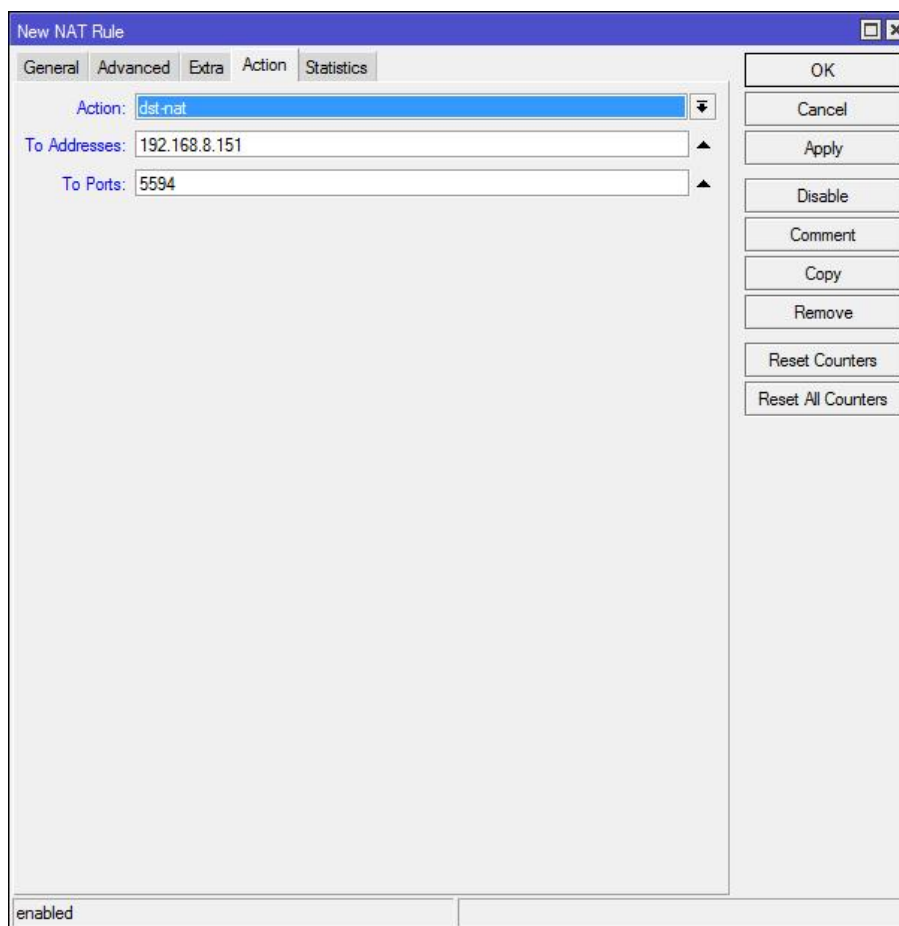 New NAT Rule
General Advanced Extra Action Statistics
Action: dst-nat
To Addresses: 192.168.8.151
To Ports: 5594
OK
Cancel
Apply
Disable
Comment
Copy
Remove
Reset Counters
Reset All Counters
enabled